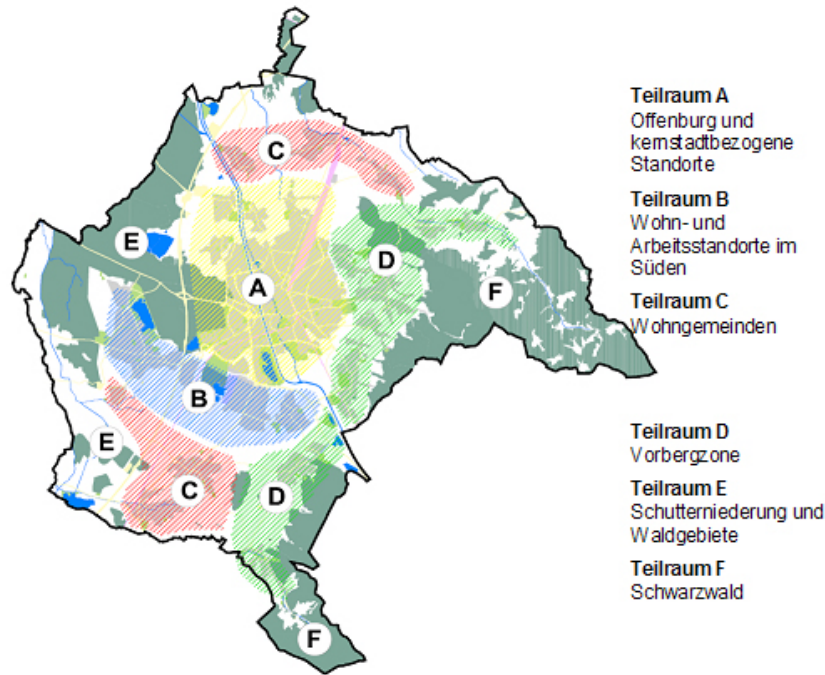 Teilraum A
Offenburg und
kernstadtbezogene
Standorte
Teilraum B
Wohn- und
Arbeitsstandorte im
Süden
Teilraum C
Wohngemeinden
Teilraum D
Vorbergzone
Teilraum E
Schutterniederung und
Waldgebiete
Teilraum F
Schwarzwald
C
E
D
A
F
B
E
C
D
F